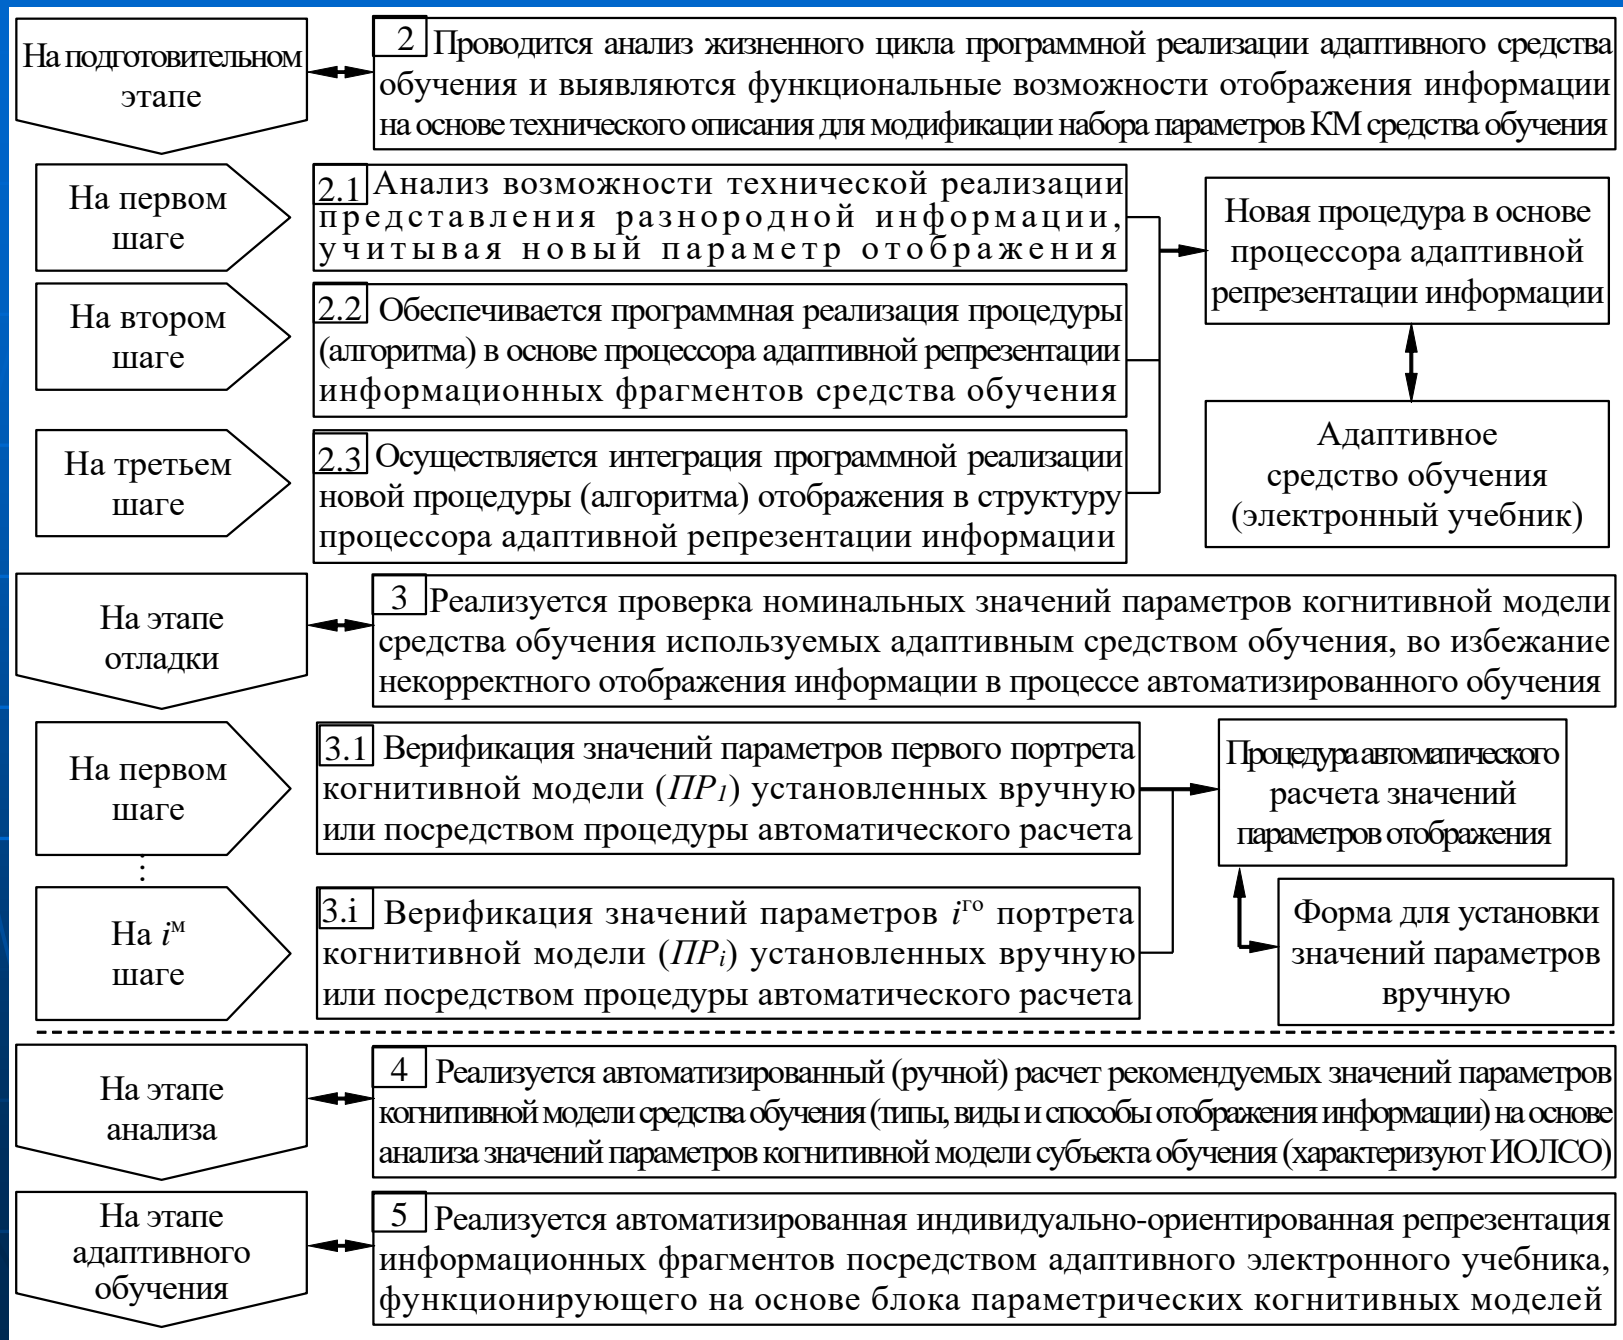 На подготовительном
этапе
2 Проводится анализ жизненного цикла программной реализации адаптивного средства
обучения и выявляются функциональные возможности отображения информации
на основе технического описания для модификации набора параметров КМ средства обучения
На первом
шаге
2.1 Анализ возможности технической реализации
представления разнородной информации,
учитывая новый параметр отображения
На втором
шаге
2.2 Обеспечивается программная реализация процедуры
(алгоритма) в основе процессора адаптивной репрезентации
информационных фрагментов средства обучения
На третьем
шаге
2.3 Осуществляется интеграция программной реализации
новой процедуры (алгоритма) отображения в структуру
процессора адаптивной репрезентации информации
Новая процедура в основе
процессора адаптивной
репрезентации информации
Адаптивное
средство обучения
(электронный учебник)
На этапе
отладки
3 Реализуется проверка номинальных значений параметров когнитивной модели
средства обучения используемых адаптивным средством обучения, во избежание
некорректного отображения информации в процессе автоматизированного обучения
На первом
шаге
3.1 Верификация значений параметров первого портрета
когнитивной модели (ПР1) установленных вручную
или посредством процедуры автоматического расчета
Процедура автоматического
расчета значений
параметров отображения
⋮
На iм
шаге
3.i Верификация значений параметров iго портрета
когнитивной модели (ПРi) установленных вручную
или посредством процедуры автоматического расчета
Форма для установки
значений параметров
вручную
На этапе
анализа
4 Реализуется автоматизированный (ручной) расчет рекомендуемых значений параметров
когнитивной модели средства обучения (типы, виды и способы отображения информации) на основе
анализа значений параметров когнитивной модели субъекта обучения (характеризуют ИОЛСО)
На этапе
адаптивного
обучения
5 Реализуется автоматизированная индивидуально-ориентированная репрезентация
информационных фрагментов посредством адаптивного электронного учебника,
функционирующего на основе блока параметрических когнитивных моделей